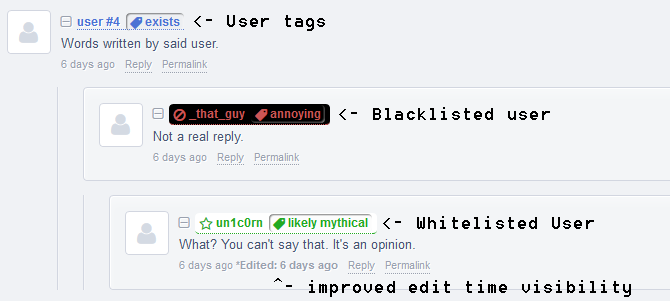 user #4 exists <- User tags
Words written by said user.
6 days ago Reply Permalink
_that_guy annoying <- Blacklisted user
Not a real reply.
6 days ago Reply Permalink
un1c0rn likely mythical <- Whitelisted User
What? You can't say that. It's an opinion.
6 days ago *Edited: 6 days ago Reply Permalink
^- improved edit time visibility